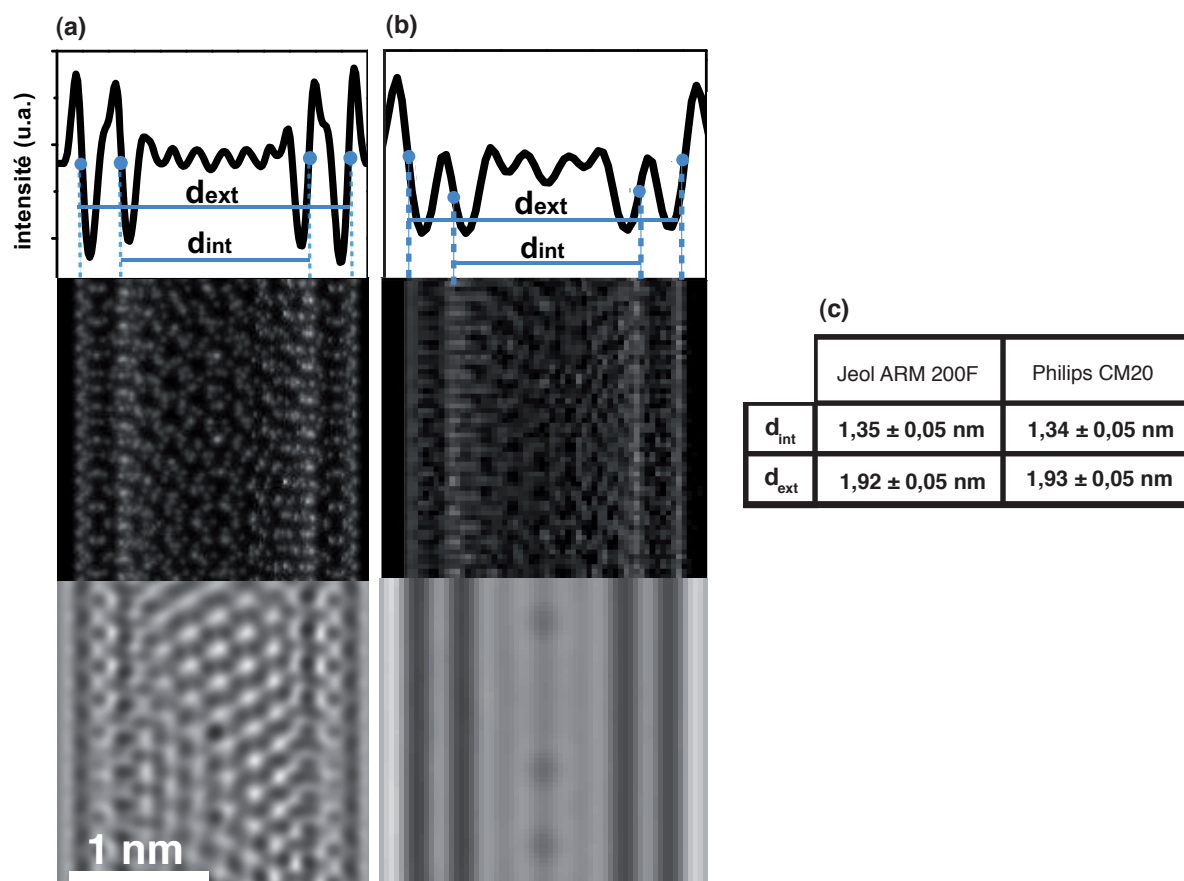 (a)
(b)
intensité (u.a.)
dext
dint
dext
dint
1 nm
(c)
Jeol ARM 200F Philips CM20
dint 1,35 ± 0,05 nm 1,34 ± 0,05 nm
dext 1,92 ± 0,05 nm 1,93 ± 0,05 nm